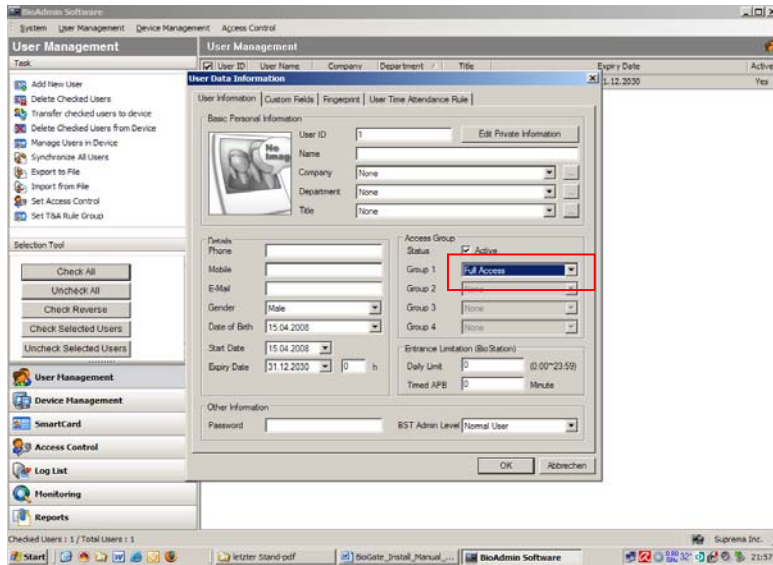 BioAdmin Software
System User Management Device Management Access Control
User Management
User Management
Task
User ID User Name Company Department Title Expiry Date Active
1.12.2030 Yes
Add New User
Delete Checked Users
Transfer checked users to device
Delete Checked Users from Device
Manage Users in Device
Synchronize All Users
Export to File
Import from File
Set Access Control
Set T&A Rule Group
Selection Tool
Check All
Uncheck All
Check Reverse
Check Selected Users
Uncheck Selected Users
User Management
Device Management
SmartCard
Access Control
Log List
Monitoring
Reports
User Data Information
User Information Custom Fields Fingerprint User Time Attendance Rule
Basic Personal Information
No
Imag
User ID 1 Edit Private Information
Name
Company None ...
Department None ...
Title None ...
Details
Phone
Mobile
E-Mail
Gender Male
Date of Birth 15.04.2008
Start Date 15.04.2008
Expiry Date 31.12.2030 0 h
Access Group
Status Active
Group 1 Full Access
Group 2 None
Group 3 None
Group 4 None
Entrance Limitation (BioStation)
Daily Limit 0 (0:00~23:59)
Timed APB 0 Minute
Other Information
Password BST Admin Level Normal User
OK Abbrechen
Checked Users : 1 / Total Users : 1 Suprema Inc.
Start letzter Stand-pdf BioGate_Install_Manual_... BioAdmin Software 32° 21:57